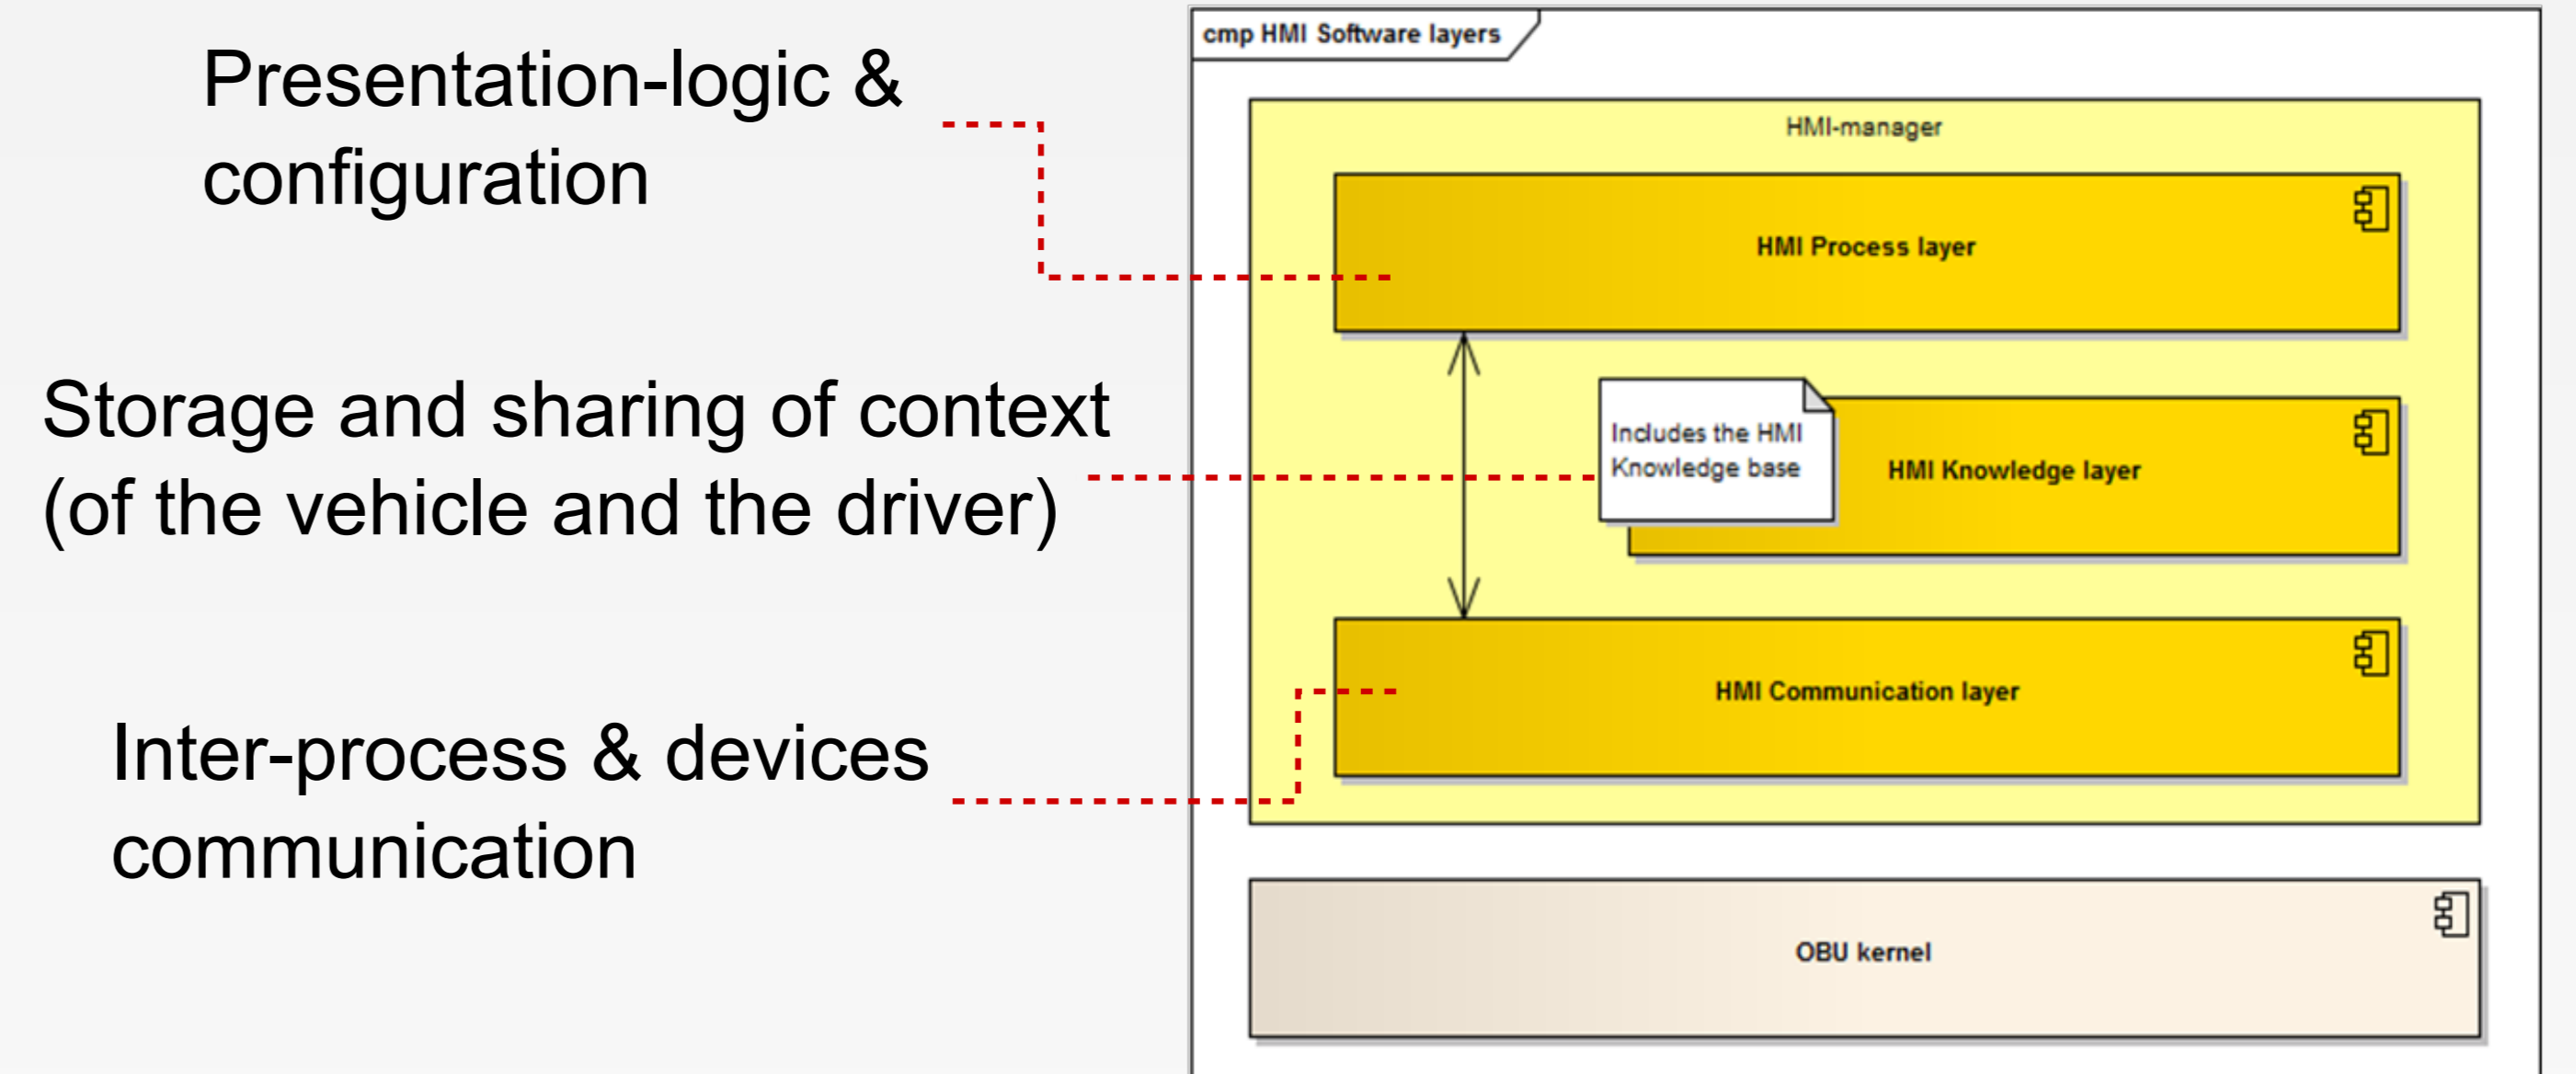 Presentation-logic &
configuration
Storage and sharing of context
(of the vehicle and the driver)
Inter-process & devices
communication
cmp HMI Software layers
HMI-manager
HMI Process layer
Includes the HMI
Knowledge base
HMI Knowledge layer
HMI Communication layer
OBU kernel